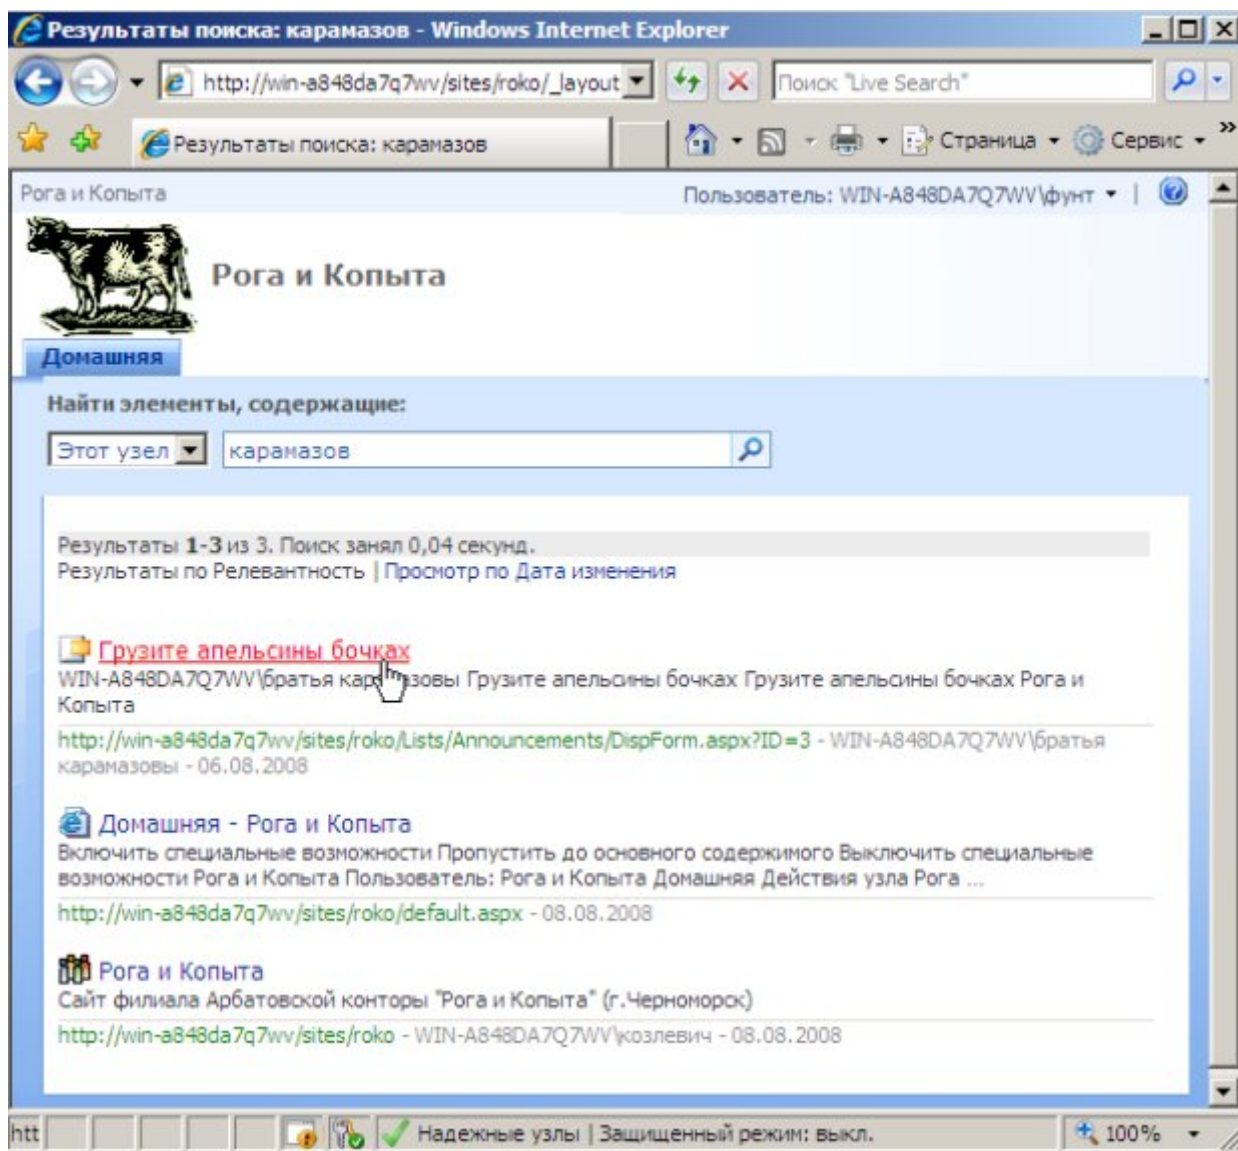 Результаты поиска: карамазов - Windows Internet Explorer
http://win-a848da7q7wv/sites/roko/_layout
Поиск "Live Search"
Результаты поиска: карамазов
Страница
Сервис
Рога и Копыта
Пользователь: WIN-A848DA7Q7WV\фунт
Рога и Копыта
Домашняя
Найти элементы, содержащие:
Этот узел
карамазов
Результаты 1-3 из 3. Поиск занял 0,04 секунд.
Результаты по Релевантность | Просмотр по Дата изменения
Грузите апельсины бочках
WIN-A848DA7Q7WV\братья карамазовы Грузите апельсины бочках Грузите апельсины бочках Рога и
Копыта
http://win-a848da7q7wv/sites/roko/Lists/Announcements/DispForm.aspx?ID=3 - WIN-A848DA7Q7WV\братья
карамазовы - 06.08.2008
Домашняя - Рога и Копыта
Включить специальные возможности Пропустить до основного содержимого Выключить специальные
возможности Рога и Копыта Пользователь: Рога и Копыта Домашняя Действия узла Рога ...
http://win-a848da7q7wv/sites/roko/default.aspx - 08.08.2008
Рога и Копыта
Сайт филиала Арбатовской конторы "Рога и Копыта" (г.Черноморск)
http://win-a848da7q7wv/sites/roko - WIN-A848DA7Q7WV\козлевич - 08.08.2008
htt
Надежные узлы | Защищенный режим: выкл.
100%